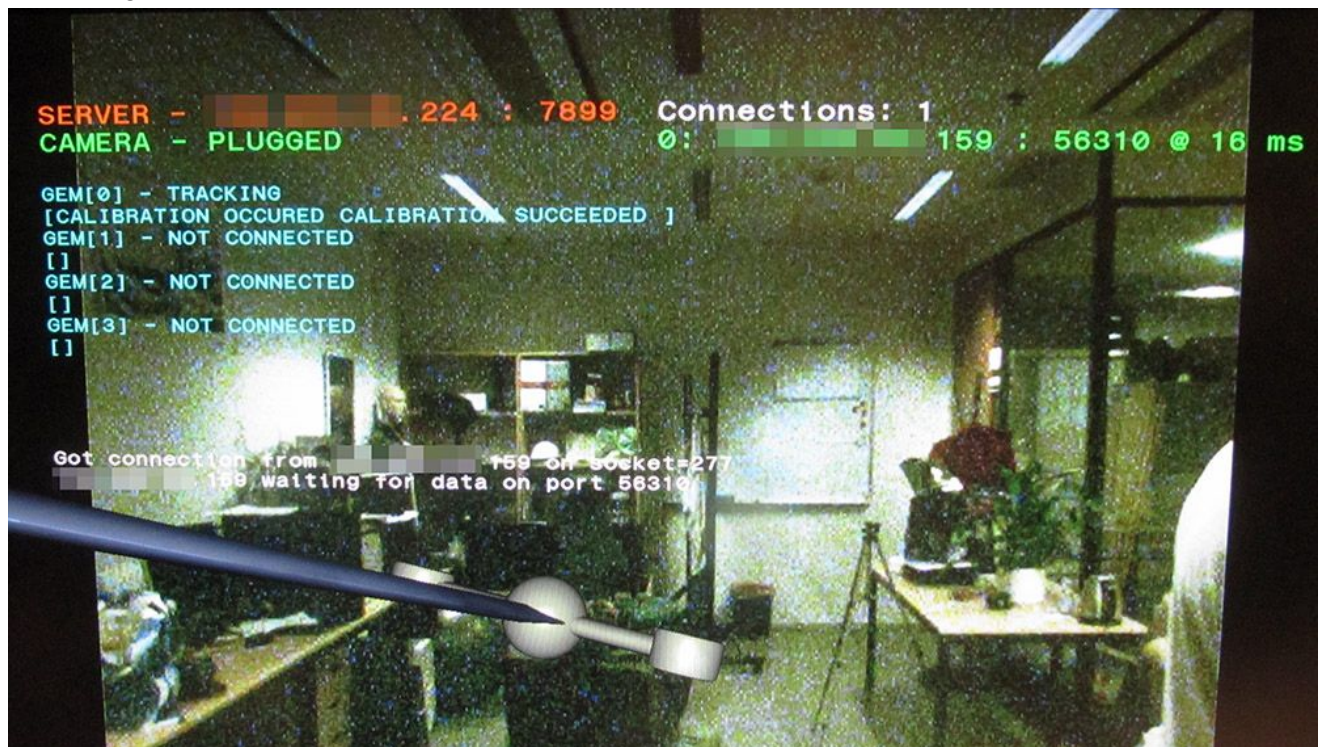 SERVER - .224 : 7899
CAMERA - PLUGGED
Connections: 1
0: 159 : 56310 @ 16 ms
GEM[0] - TRACKING
[CALIBRATION OCCURED CALIBRATION SUCCEEDED ]
GEM[1] - NOT CONNECTED
[]
GEM[2] - NOT CONNECTED
[]
GEM[3] - NOT CONNECTED
[]
Got connection from 159 on socket=277
159 waiting for data on port 56310